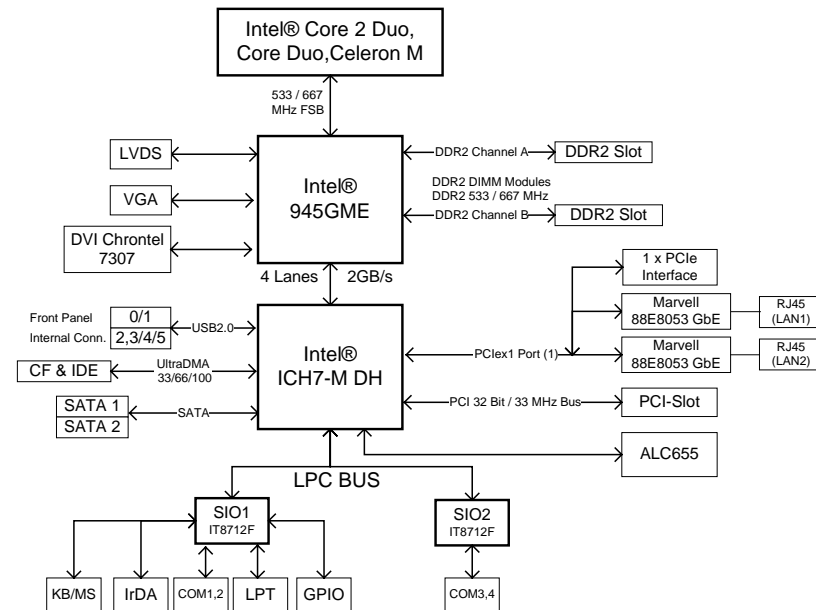 Intel® Core 2 Duo,
Core Duo,Celeron M
533 / 667
MHz FSB
LVDS
VGA
DVI Chrontel
7307
Intel®
945GME
DDR2 Channel A
DDR2 Slot
DDR2 DIMM Modules
DDR2 533 / 667 MHz
DDR2 Channel B
DDR2 Slot
4 Lanes
2GB/s
1 x PCIe
Interface
Marvell
88E8053 GbE
RJ45
(LAN1)
Marvell
88E8053 GbE
RJ45
(LAN2)
Front Panel
0/1
Internal Conn.
2,3/4/5
USB2.0
Intel®
ICH7-M DH
PCIex1 Port (1)
CF & IDE
UltraDMA
33/66/100
SATA 1
SATA 2
SATA
PCI 32 Bit / 33 MHz Bus
PCI-Slot
ALC655
LPC BUS
SIO1
IT8712F
SIO2
IT8712F
KB/MS
IrDA
COM1,2
LPT
GPIO
COM3,4